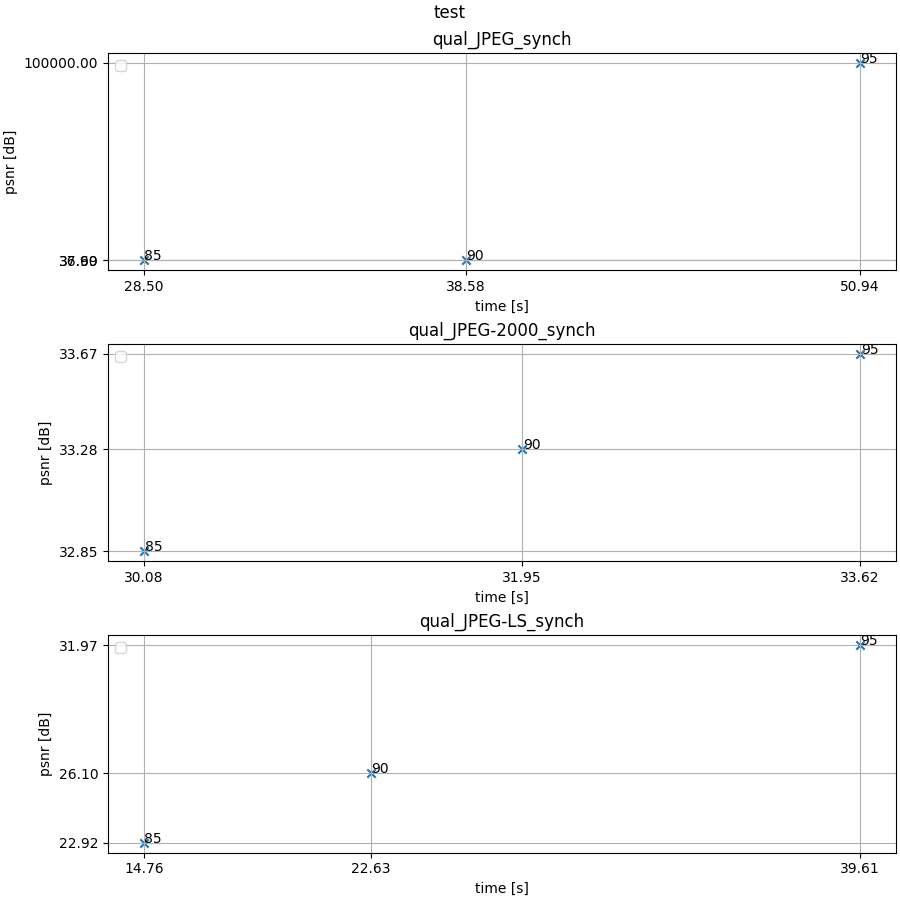 test
qual_JPEG_synch
100000.00
95
psnr [dB]
85
90
28.50
38.58
50.94
time [s]
qual_JPEG-2000_synch
33.67
95
33.28
90
psnr [dB]
32.85
85
30.08
31.95
33.62
time [s]
qual_JPEG-LS_synch
31.97
95
psnr [dB]
26.10
90
22.92
85
14.76
22.63
39.61
time [s]